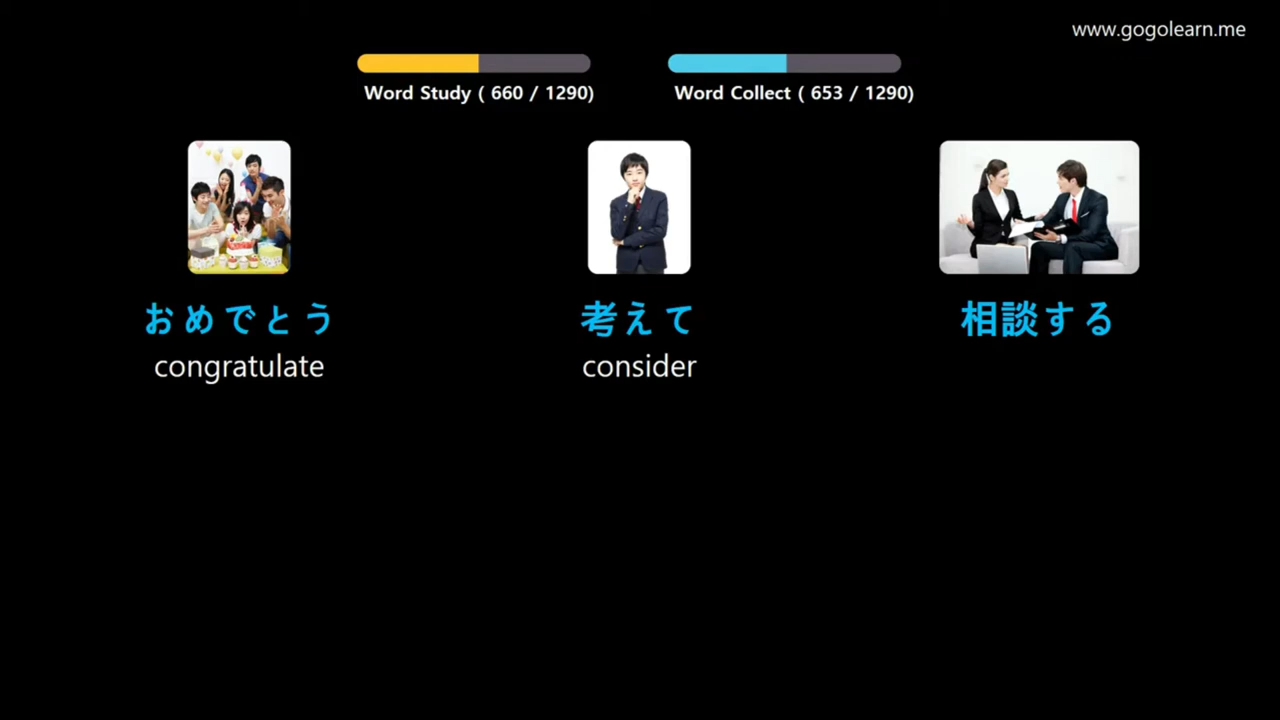 www.gogolearn.me
Word Study ( 660 / 1290)
Word Collect ( 653 / 1290)
おめでとう
congratulate
考えて
consider
相談する